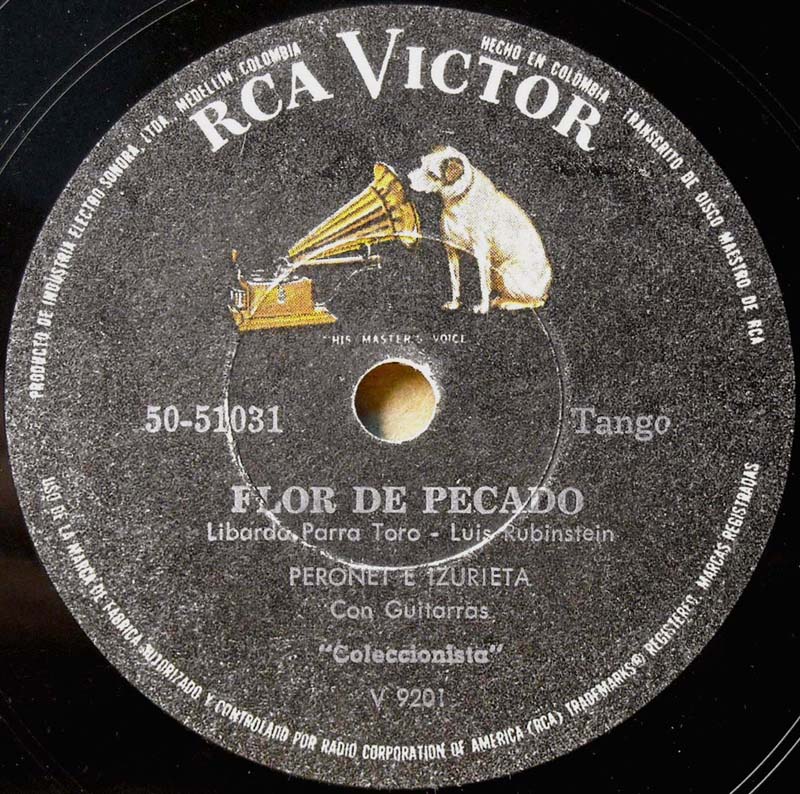 PRODUCTO DE INDUSTRIA ELECTRO SONORA, LTDA. MEDELLIN COLOMBIA
HECHO EN COLOMBIA
TRANSCRITO DE DISCO MAESTRO DE RCA
RCA VICTOR
"HIS MASTER'S VOICE
50-51031
Tango
FLOR DE PECADO
Libardo Parra Toro - Luis Rubinstein
PERONET E IZURIETA
Con Guitarras
"Coleccionista"
V 9201
USO DE LA MARCA DE FABRICA AUTORIZADO Y CONTROLADO POR RADIO CORPORATION OF AMERICA (RCA) TRADEMARKS® REGISTERED. MARCAS REGISTRADAS